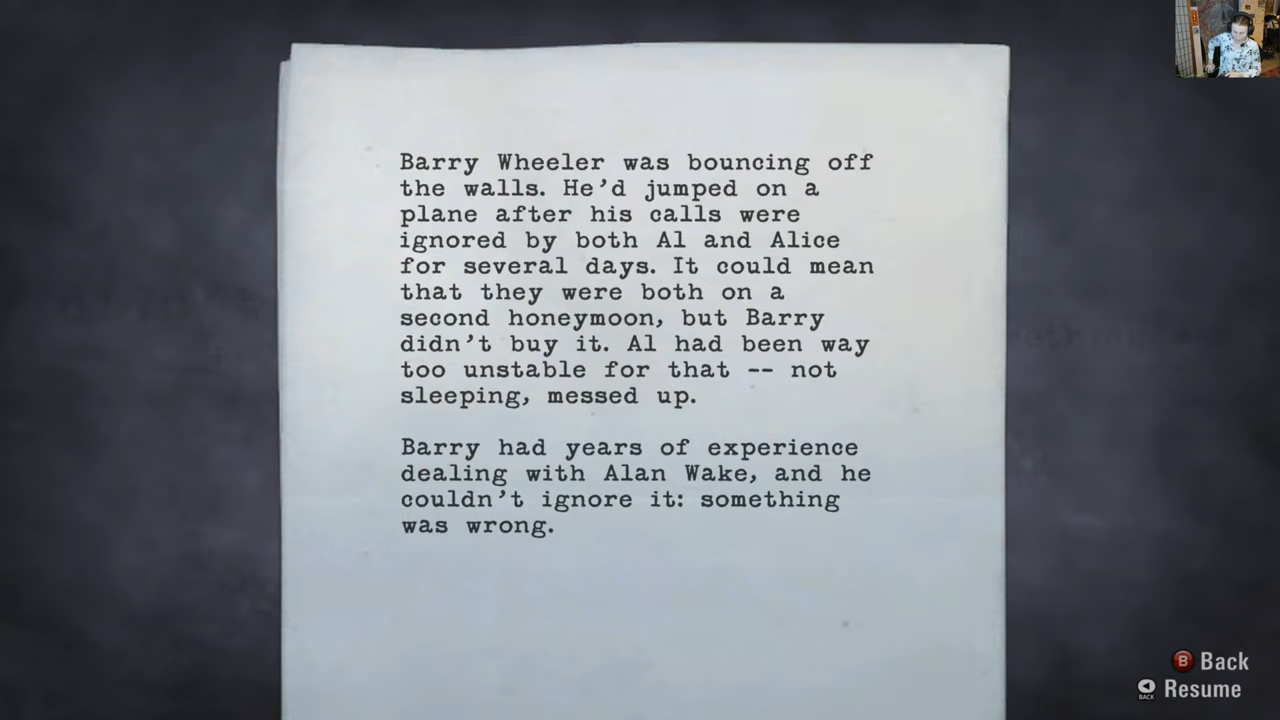 Barry Wheeler was bouncing off
the walls. He'd jumped on a
plane after his calls were
ignored by both Al and Alice
for several days. It could mean
that they were both on a
second honeymoon, but Barry
didn't buy it. Al had been way
too unstable for that -- not
sleeping, messed up.
Barry had years of experience
dealing with Alan Wake, and he
couldn't ignore it: something
was wrong.
B Back
BACK Resume